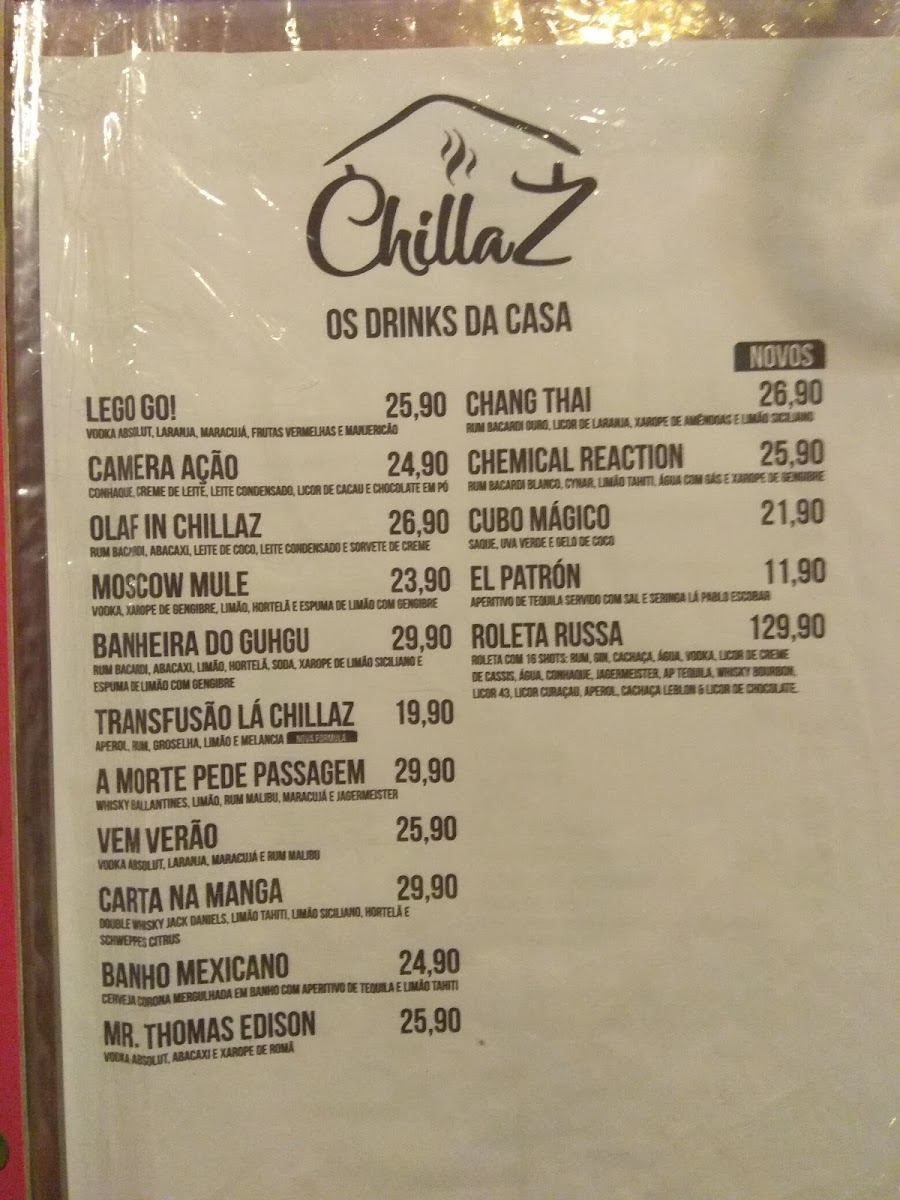 ChillaZ
OS DRINKS DA CASA
LEGO GO! 25,90
VODKA ABSOLUT, LARANJA, MARACUJÁ, FRUTAS VERMELHAS E MANJERICÃO
CAMERA AÇÃO 24,90
CONHAQUE, CREME DE LEITE, LEITE CONDENSADO, LICOR DE CACAU E CHOCOLATE EM PÓ
OLAF IN CHILLAZ 26,90
RUM BACARDI, ABACAXI, LEITE DE COCO, LEITE CONDENSADO E SORVETE DE CREME
MOSCOW MULE 23,90
VODKA, XAROPE DE GENGIBRE, LIMÃO, HORTELÃ E ESPUMA DE LIMÃO COM GENGIBRE
BANHEIRA DO GUHGU 29,90
RUM BACARDI, ABACAXI, LIMÃO, HORTELÃ, SODA, XAROPE DE LIMÃO SICILIANO E
ESPUMA DE LIMÃO COM GENGIBRE
TRANSFUSÃO LÁ CHILLAZ 19,90
APEROL, RUM, GROSELHA, LIMÃO E MELANCIA NOVA FÓRMULA
A MORTE PEDE PASSAGEM 29,90
WHISKY BALLANTINES, LIMÃO, RUM MALIBU, MARACUJÁ E JAGERMEISTER
VEM VERÃO 25,90
VODKA ABSOLUT, LARANJA, MARACUJÁ E RUM MALIBU
CARTA NA MANGA 29,90
DOUBLE WHISKY JACK DANIELS, LIMÃO TAHITI, LIMÃO SICILIANO, HORTELÃ E
SCHWEPPES CITRUS
BANHO MEXICANO 24,90
CERVEJA CORONA MERGULHADA EM BANHO COM APERITIVO DE TEQUILA E LIMÃO TAHITI
MR. THOMAS EDISON 25,90
VODKA ABSOLUT, ABACAXI E XAROPE DE ROMÃ
NOVOS
CHANG THAI 26,90
RUM BACARDI OURO, LICOR DE LARANJA, XAROPE DE AMÊNDOAS E LIMÃO SICILIANO
CHEMICAL REACTION 25,90
RUM BACARDI BLANCO, CYNAR, LIMÃO TAHITI, ÁGUA COM GÁS E XAROPE DE GENGIBRE
CUBO MÁGICO 21,90
SAQUE, UVA VERDE E GELO DE COCO
EL PATRÓN 11,90
APERITIVO DE TEQUILA SERVIDO COM SAL E SERINGA LÁ PABLO ESCOBAR
ROLETA RUSSA 129,90
ROLETA COM 16 SHOTS: RUM, GIN, CACHAÇA, ÁGUA, VODKA, LICOR DE CREME
DE CASSIS, ÁGUA, CONHAQUE, JAGERMEISTER, AP TEQUILA, WHISKY BOURBON,
LICOR 43, LICOR CURAÇAU, APEROL, CACHAÇA LEBLON & LICOR DE CHOCOLATE.